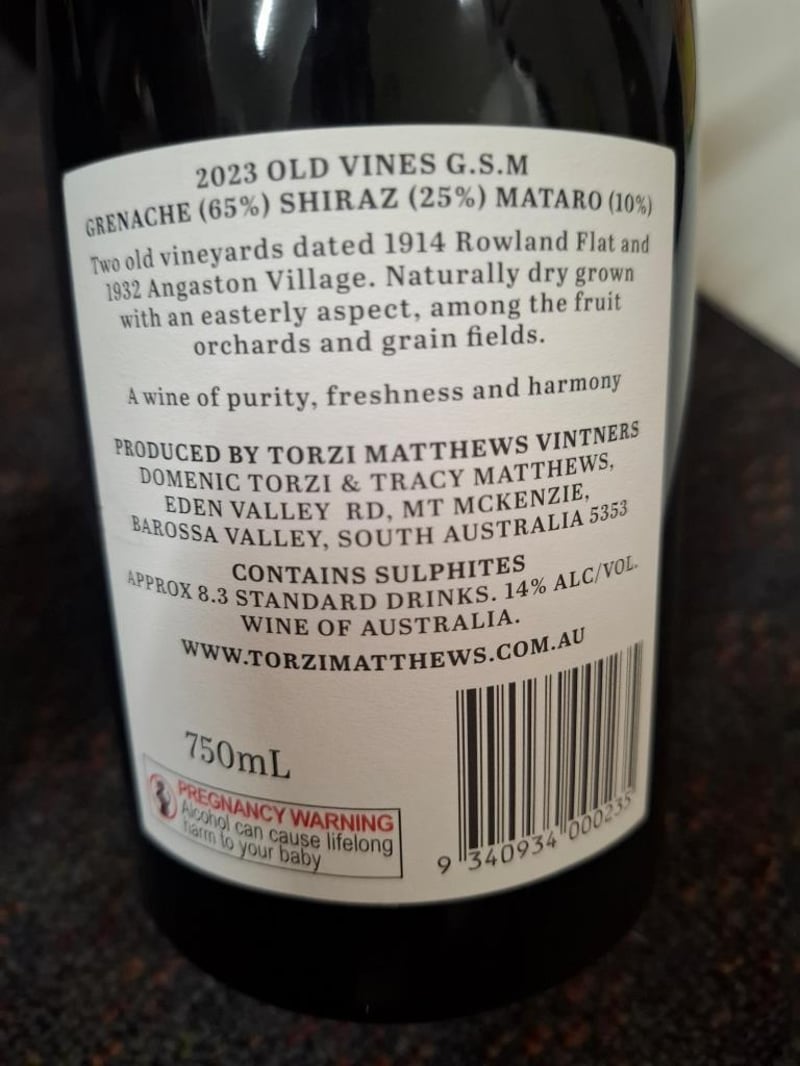 2023 OLD VINES G.S.M
GRENACHE (65%) SHIRAZ (25%) MATARO (10%)
Two old vineyards dated 1914 Rowland Flat and
1932 Angaston Village. Naturally dry grown
with an easterly aspect, among the fruit
orchards and grain fields.
A wine of purity, freshness and harmony
PRODUCED BY TORZI MATTHEWS VINTNERS
DOMENIC TORZI & TRACY MATTHEWS,
EDEN VALLEY RD, MT MCKENZIE,
BAROSSA VALLEY, SOUTH AUSTRALIA 5353
CONTAINS SULPHITES
APPROX 8.3 STANDARD DRINKS. 14% ALC/VOL.
WINE OF AUSTRALIA.
WWW.TORZIMATTHEWS.COM.AU
750mL
PREGNANCY WARNING
Alcohol can cause lifelong
harm to your baby
9 340934 000235